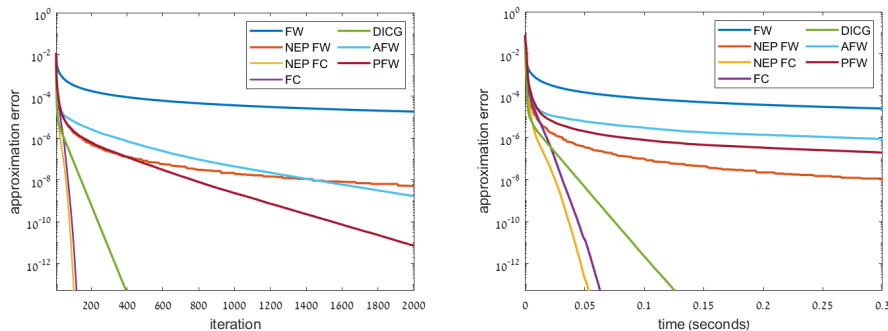 10^0
10^-2
10^-4
10^-6
10^-8
10^-10
10^-12
approximation error
FW
NEP FW
NEP FC
FC
DICG
AFW
PFW
200 400 600 800 1000 1200 1400 1600 1800 2000
iteration
10^0
10^-2
10^-4
10^-6
10^-8
10^-10
10^-12
approximation error
FW
NEP FW
NEP FC
FC
DICG
AFW
PFW
0 0.05 0.1 0.15 0.2 0.25 0.3
time (seconds)